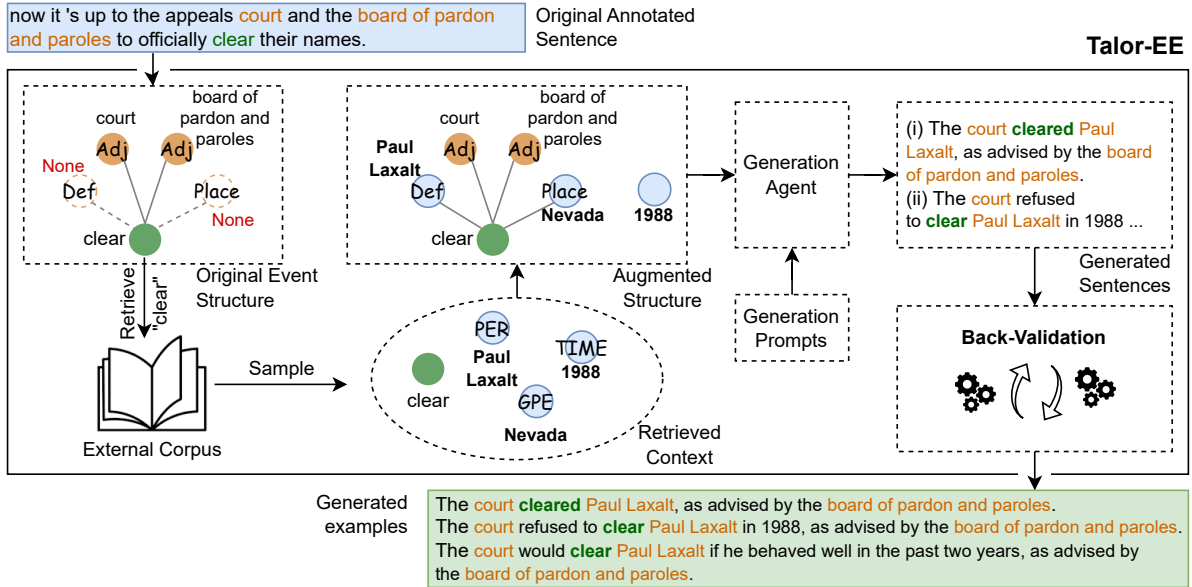 now it 's up to the appeals court and the board of pardon
and paroles to officially clear their names.
Original Annotated
Sentence
Talor-EE
court
board of
pardon and
paroles
Adj
Adj
None
Def
Place
None
clear
Retrieve
"clear"
Original Event
Structure
External Corpus
Sample
court
board of
pardon and
paroles
Paul
Laxalt
Adj
Adj
Def
Place
Nevada
1988
clear
Augmented
Structure
PER
Paul
Laxalt
TIME
1988
clear
GPE
Nevada
Retrieved
Context
Generation
Agent
Generation
Prompts
(i) The court cleared Paul
Laxalt, as advised by the board
of pardon and paroles.
(ii) The court refused
to clear Paul Laxalt in 1988 ...
Generated
Sentences
Back-Validation
Generated
examples
The court cleared Paul Laxalt, as advised by the board of pardon and paroles.
The court refused to clear Paul Laxalt in 1988, as advised by the board of pardon and paroles.
The court would clear Paul Laxalt if he behaved well in the past two years, as advised by
the board of pardon and paroles.